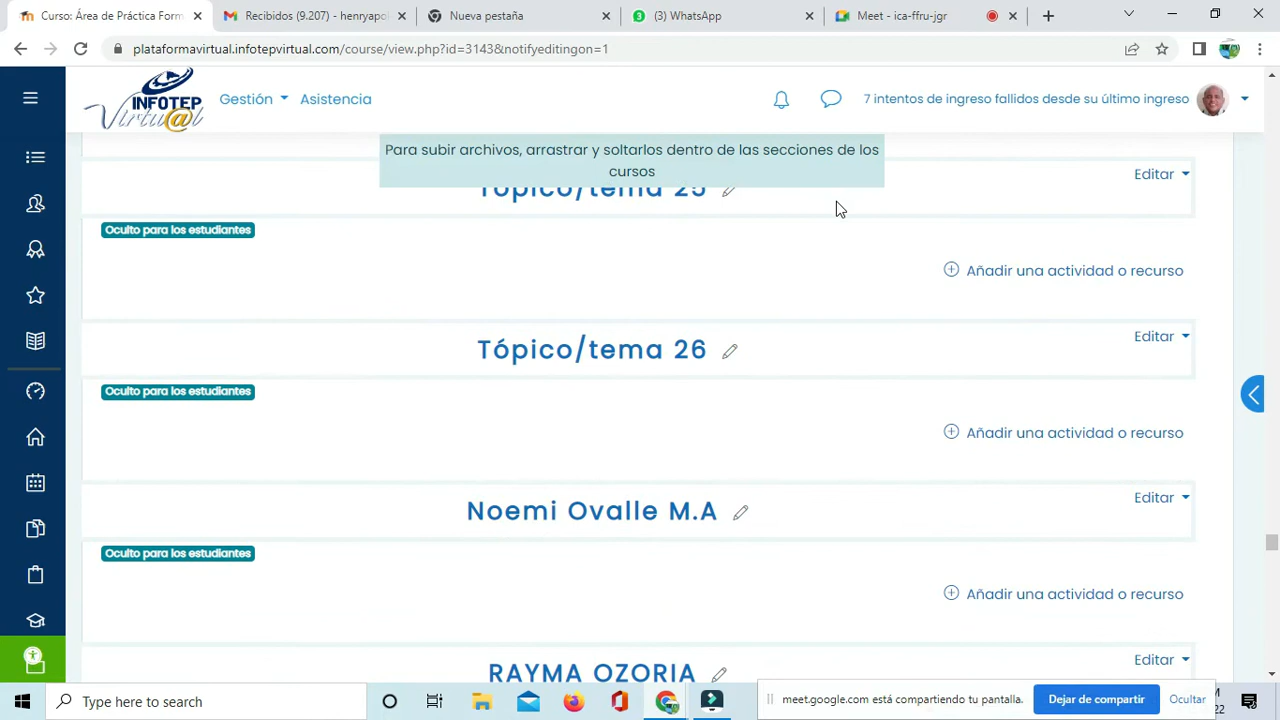 Curso: Área de Práctica Form
Recibidos (9.207) - henryapol
Nueva pestaña
(3) WhatsApp
Meet - ica-ffru-jgr
plataformavirtual.infotepvirtual.com/course/view.php?id=3143&notifyeditingon=1
INFOTEP
Virtu@l
Gestión
Asistencia
7 intentos de ingreso fallidos desde su último ingreso
Para subir archivos, arrastrar y soltarlos dentro de las secciones de los
cursos
Tópico/tema 25
Editar
Oculto para los estudiantes
Añadir una actividad o recurso
Tópico/tema 26
Editar
Oculto para los estudiantes
Añadir una actividad o recurso
Noemi Ovalle M.A
Editar
Oculto para los estudiantes
Añadir una actividad o recurso
RAYMA OZORIA
Editar
Type here to search
meet.google.com está compartiendo tu pantalla.
Dejar de compartir
Ocultar